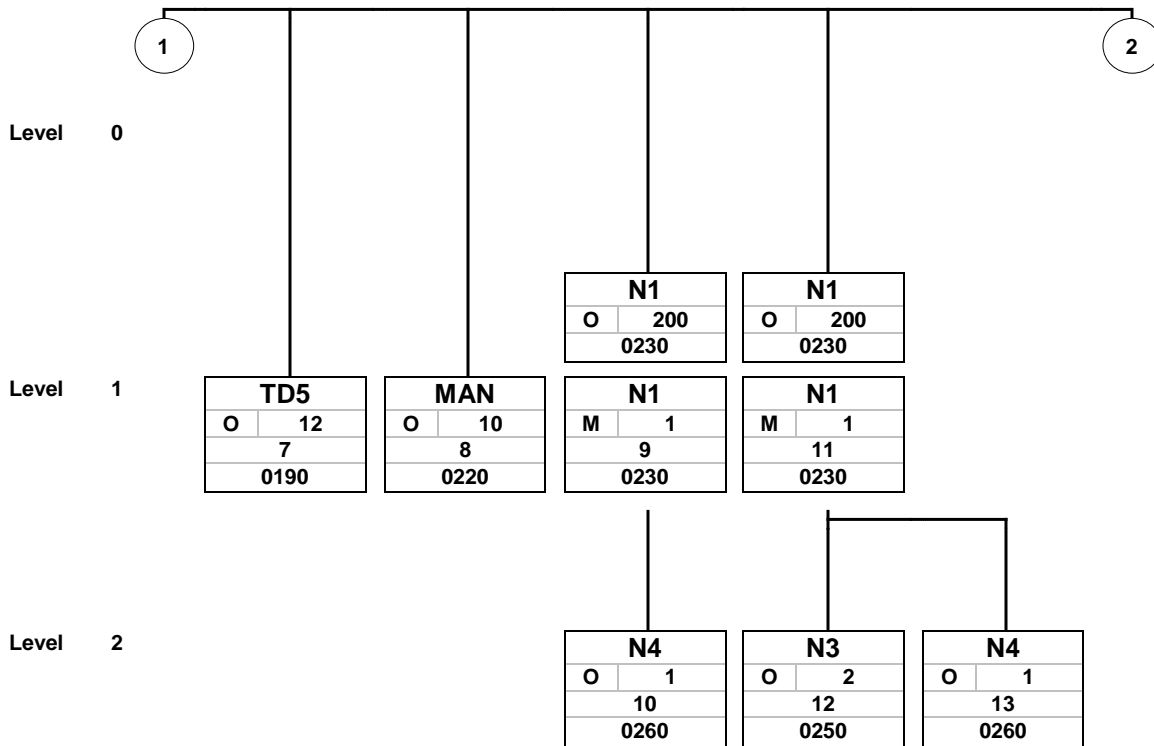 1 2
Level 0
N1 N1
O 200 O 200
0230 0230
Level 1 TD5 MAN N1 N1
O 12 O 10 M 1 M 1
7 8 9 11
0190 0220 0230 0230
Level 2 N4 N3 N4
O 1 O 2 O 1
10 12 13
0260 0250 0260